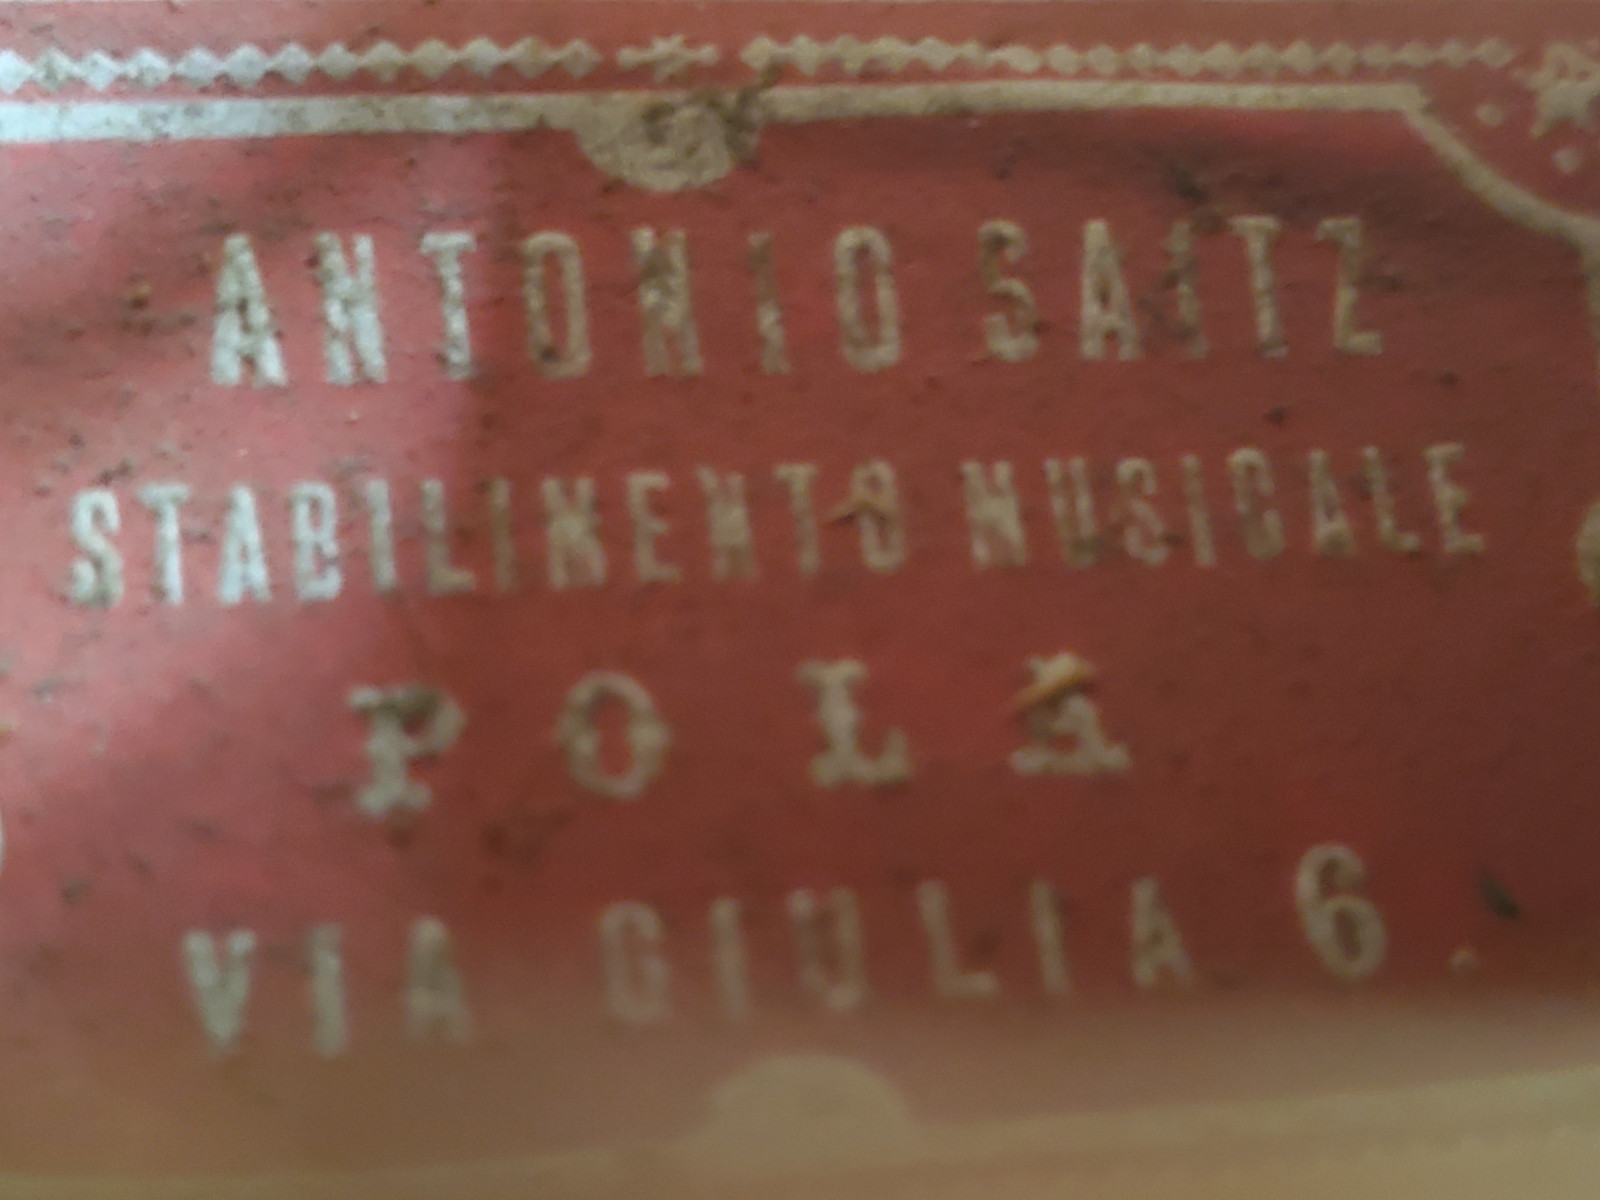 ANTONIO SAITZ
STABILIMENTO MUSICALE
POLA
VIA GIULIA 6.